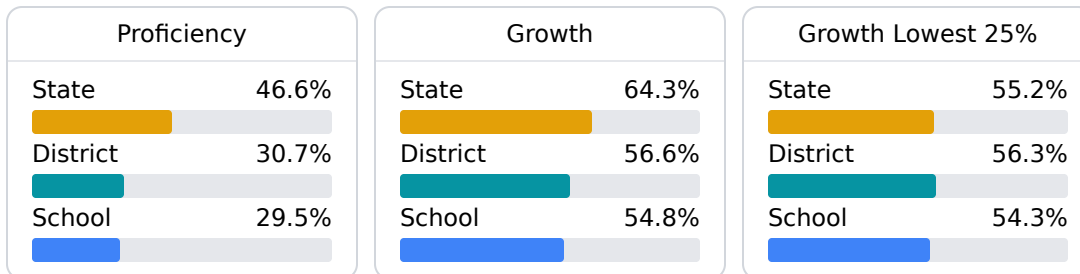 Proficiency
State 46.6%
District 30.7%
School 29.5%
Growth
State 64.3%
District 56.6%
School 54.8%
Growth Lowest 25%
State 55.2%
District 56.3%
School 54.3%